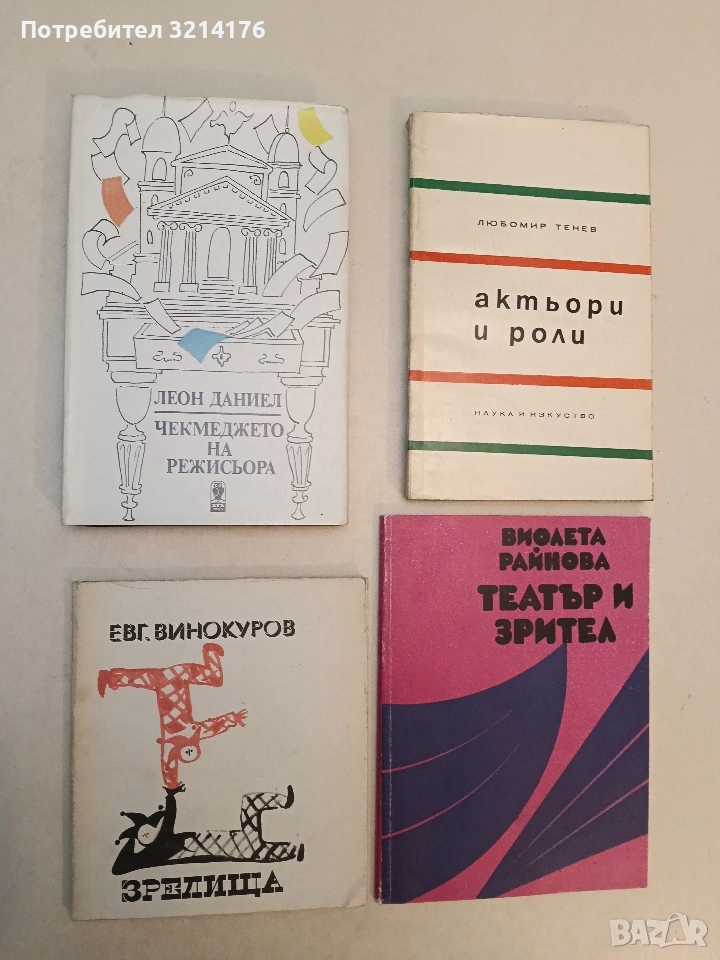 Потребител 3214176
ЛЕОН ДАНИЕЛ
ЧЕКМЕДЖЕТО
НА
РЕЖИСЬОРА
ЛЮБОМИР ТЕНЕВ
актьори
и роли
НАУКА И ИЗКУСТВО
ЕВГ. ВИНОКУРОВ
ЗРЕЛИЩА
ВИОЛЕТА
РАЙНОВА
ТЕАТЪР И
ЗРИТЕЛ
BAZAR